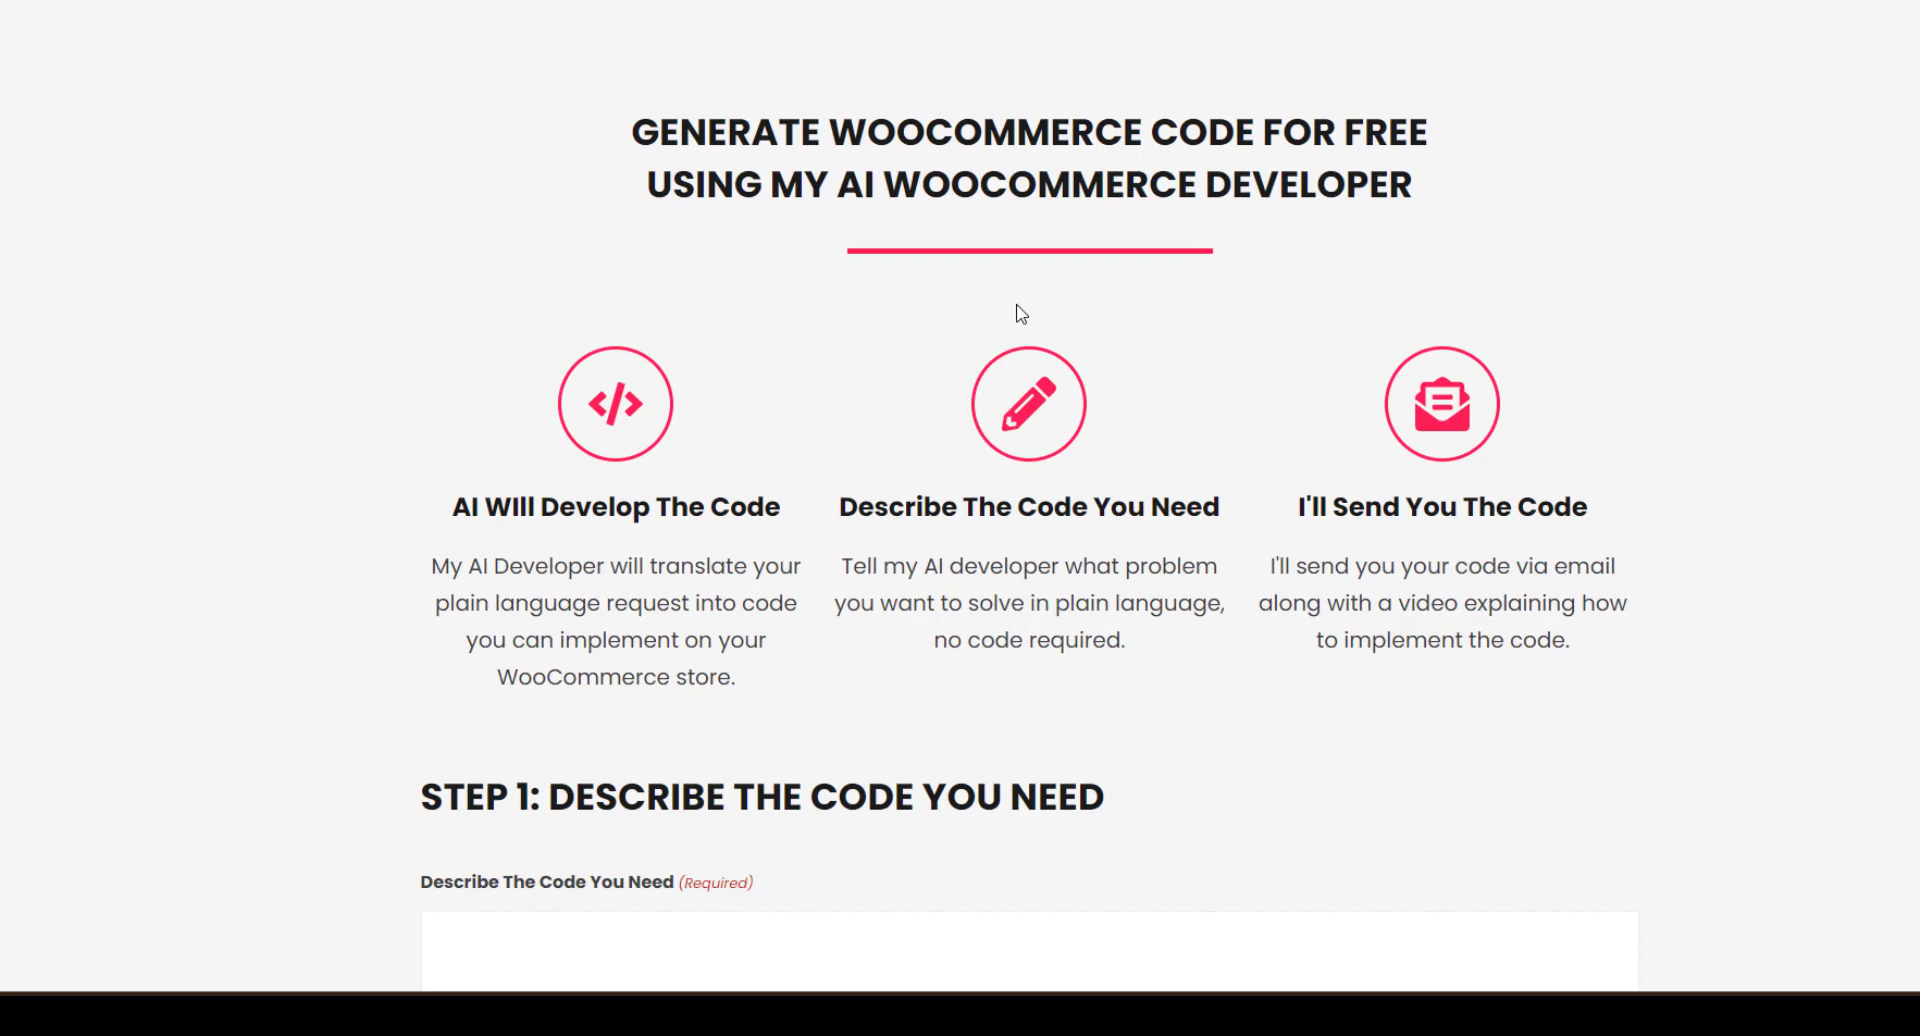 GENERATE WOOCOMMERCE CODE FOR FREE
USING MY AI WOOCOMMERCE DEVELOPER
AI WIll Develop The Code
My AI Developer will translate your
plain language request into code
you can implement on your
WooCommerce store.
Describe The Code You Need
Tell my AI developer what problem
you want to solve in plain language,
no code required.
I'll Send You The Code
I'll send you your code via email
along with a video explaining how
to implement the code.
STEP 1: DESCRIBE THE CODE YOU NEED
Describe The Code You Need (Required)